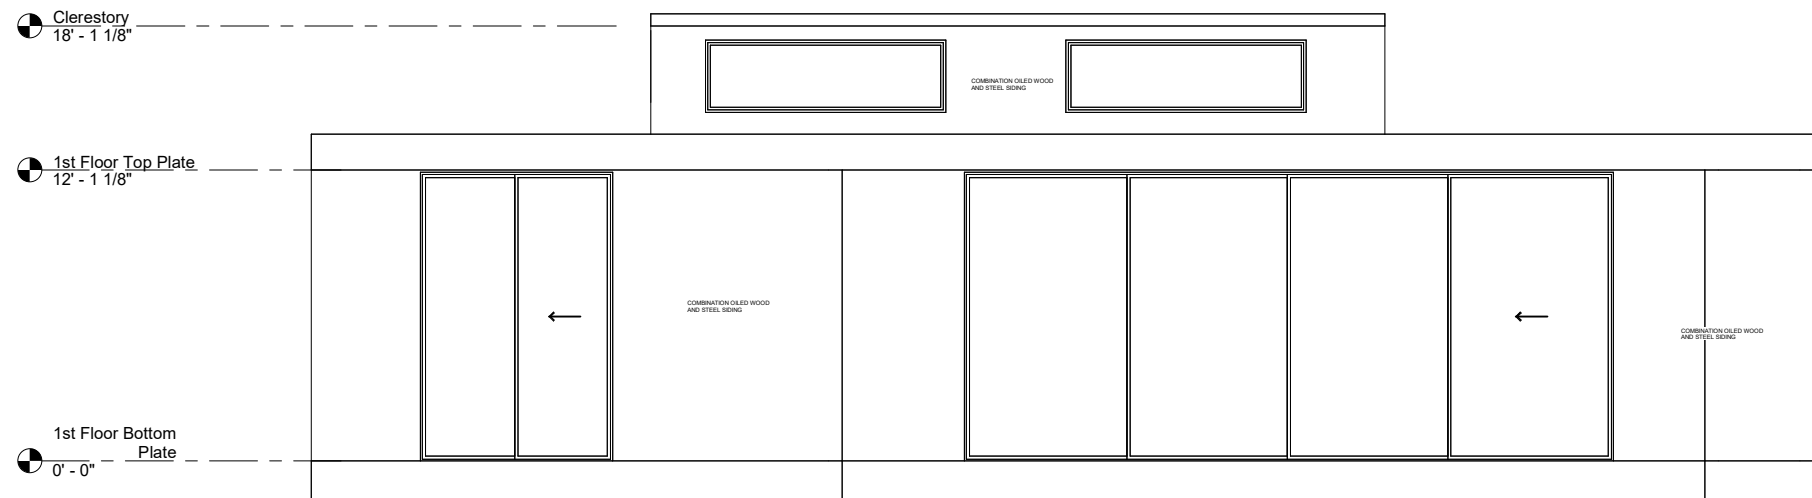 Clerestory
18' - 1 1/8"
COMBINATION OILED WOOD
AND STEEL SIDING
1st Floor Top Plate
12' - 1 1/8"
COMBINATION OILED WOOD
AND STEEL SIDING
COMBINATION OILED WOOD
AND STEEL SIDING
1st Floor Bottom
Plate
0' - 0"